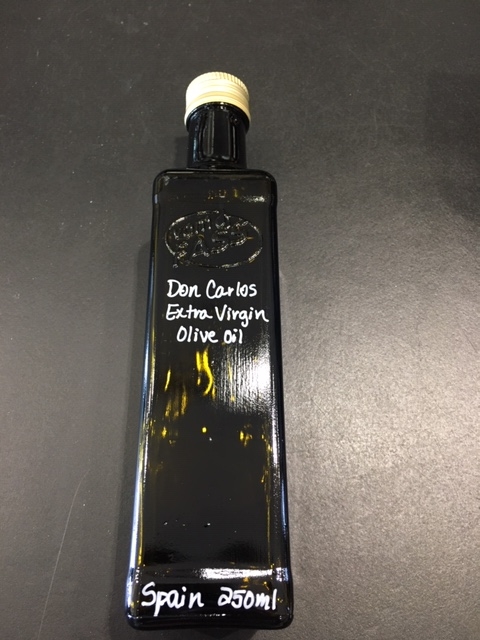 Don Carlos
Extra Virgin
Olive Oil
Spain 250ml